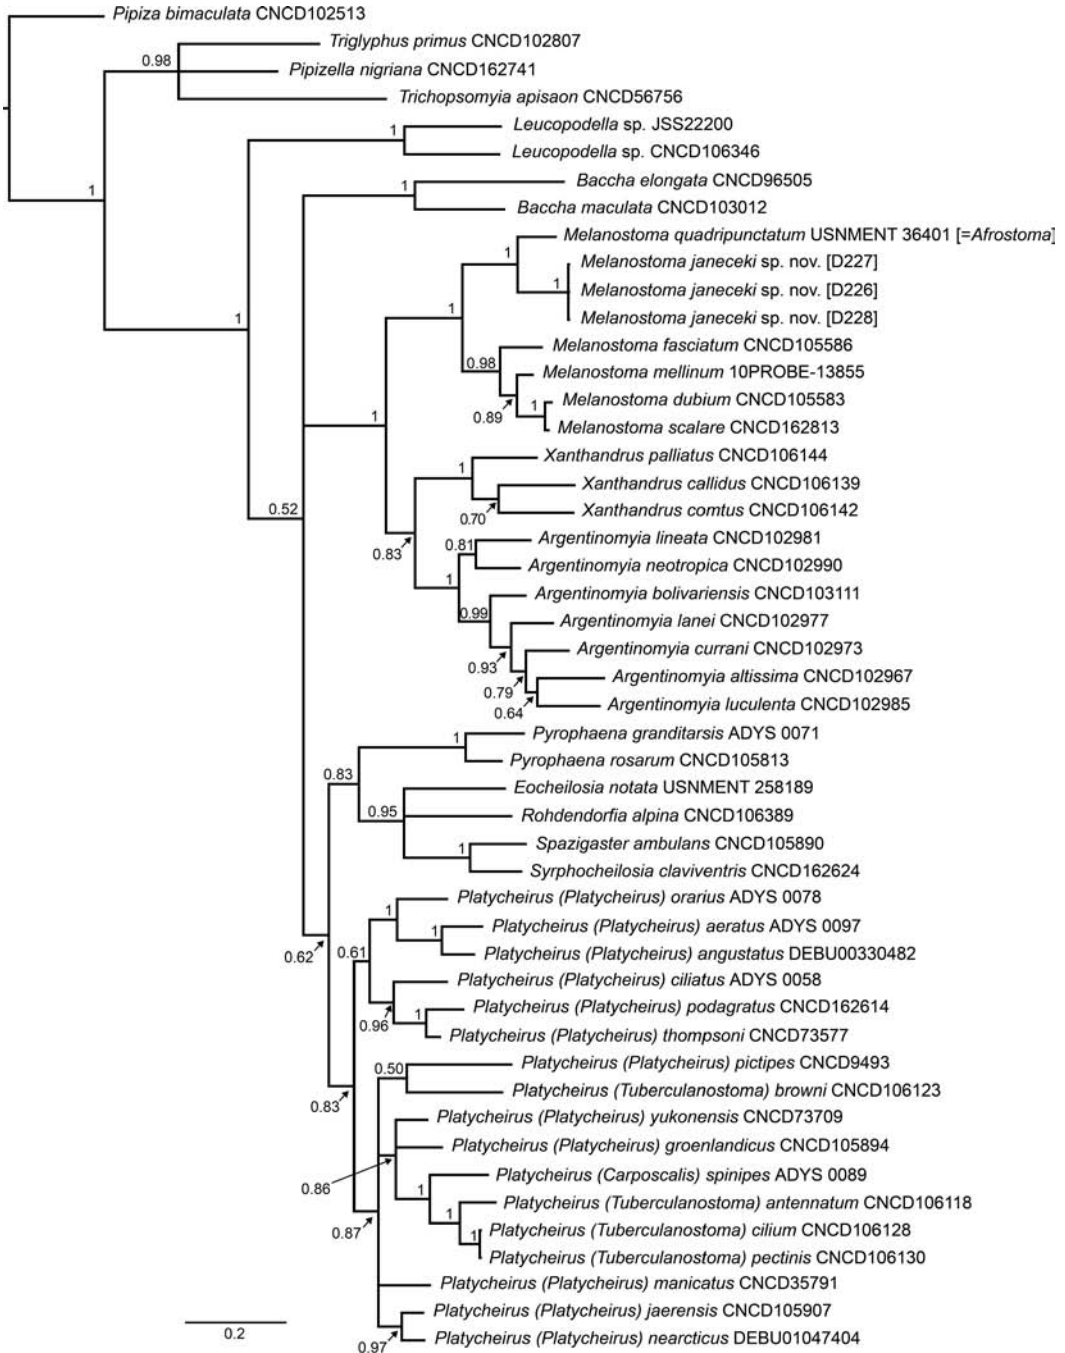 Pipiza bimaculata CNCD102513
Triglyphus primus CNCD102807
0.98
Pipizella nigriana CNCD162741
Trichopsomyia apisaon CNCD56756
Leucopodella sp. JSS22200
1
Leucopodella sp. CNCD106346
Baccha elongata CNCD96505
1
1
Baccha maculata CNCD103012
Melanostoma quadripunctatum USNMENT 36401 [=Afrostoma]
1
Melanostoma janeceki sp. nov. [D227]
1
Melanostoma janeceki sp. nov. [D226]
1
Melanostoma janeceki sp. nov. [D228]
1
Melanostoma fasciatum CNCD105586
0.98
Melanostoma mellinum 10PROBE-13855
Melanostoma dubium CNCD105583
1
0.89
1
Melanostoma scalare CNCD162813
Xanthandrus palliatus CNCD106144
1
Xanthandrus callidus CNCD106139
0.52
Xanthandrus comtus CNCD106142
0.70
Argentinomyia lineata CNCD102981
0.81
0.83
Argentinomyia neotropica CNCD102990
1
Argentinomyia bolivariensis CNCD103111
0.99
Argentinomyia lanei CNCD102977
Argentinomyia currani CNCD102973
0.93
Argentinomyia altissima CNCD102967
0.79
Argentinomyia luculenta CNCD102985
0.64
Pyrophaena granditarsis ADYS 0071
1
Pyrophaena rosarum CNCD105813
0.83
Eocheilosia notata USNMENT 258189
0.95
Rohdendorfia alpina CNCD106389
Spazigaster ambulans CNCD105890
1
Syrphocheilosia claviventris CNCD162624
Platycheirus (Platycheirus) orarius ADYS 0078
1
Platycheirus (Platycheirus) aeratus ADYS 0097
1
0.61
Platycheirus (Platycheirus) angustatus DEBU00330482
0.62
Platycheirus (Platycheirus) ciliatus ADYS 0058
Platycheirus (Platycheirus) podagratus CNCD162614
1
0.96
Platycheirus (Platycheirus) thompsoni CNCD73577
Platycheirus (Platycheirus) pictipes CNCD9493
0.50
Platycheirus (Tuberculanostoma) browni CNCD106123
0.83
Platycheirus (Platycheirus) yukonensis CNCD73709
Platycheirus (Platycheirus) groenlandicus CNCD105894
Platycheirus (Carposcalis) spinipes ADYS 0089
0.86
1
Platycheirus (Tuberculanostoma) antennatum CNCD106118
1
Platycheirus (Tuberculanostoma) cilium CNCD106128
0.87
1
Platycheirus (Tuberculanostoma) pectinis CNCD106130
Platycheirus (Platycheirus) manicatus CNCD35791
Platycheirus (Platycheirus) jaerensis CNCD105907
0.2
Platycheirus (Platycheirus) nearcticus DEBU01047404
0.97